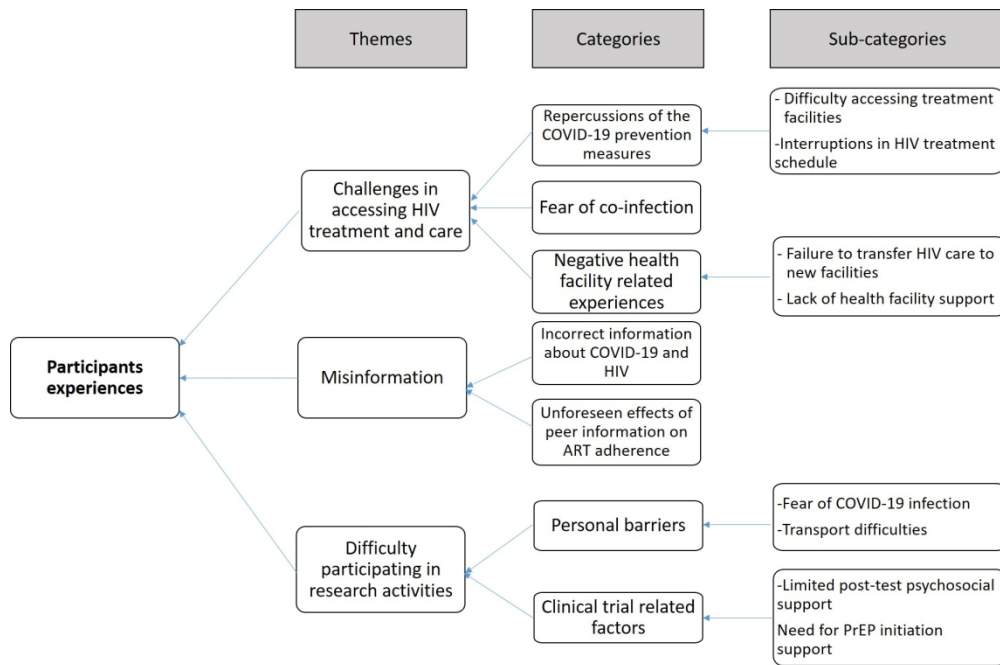 Themes
Categories
Sub-categories
Participants
experiences
Challenges in
accessing HIV
treatment and care
Repercussions of the
COVID-19 prevention
measures
- Difficulty accessing treatment
facilities
-Interruptions in HIV treatment
schedule
Fear of co-infection
Negative health
facility related
experiences
- Failure to transfer HIV care to
new facilities
- Lack of health facility support
Misinformation
Incorrect information
about COVID-19 and
HIV
Unforeseen effects of
peer information on
ART adherence
Difficulty
participating in
research activities
Personal barriers
-Fear of COVID-19 infection
-Transport difficulties
Clinical trial related
factors
-Limited post-test psychosocial
support
Need for PrEP initiation
support